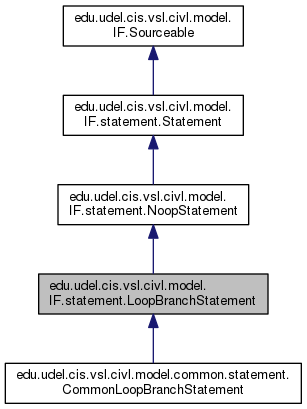 edu.udel.cis.vsl.civl.model.
IF.Sourceable
edu.udel.cis.vsl.civl.model.
IF.statement.Statement
edu.udel.cis.vsl.civl.model.
IF.statement.NoopStatement
edu.udel.cis.vsl.civl.model.
IF.statement.LoopBranchStatement
edu.udel.cis.vsl.civl.model.common.statement.
CommonLoopBranchStatement